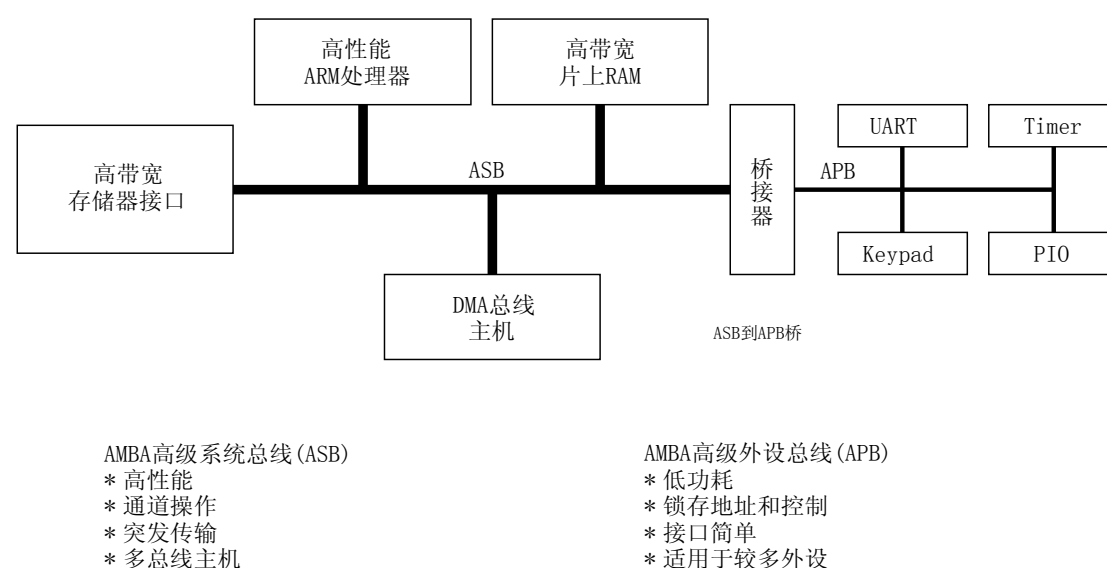 高性能
ARM处理器
高带宽
片上RAM
高带宽
存储器接口
ASB
桥接器
APB
UART
Timer
Keypad
PIO
DMA总线
主机
ASB到APB桥
AMBA高级系统总线(ASB)
* 高性能
* 通道操作
* 突发传输
* 多总线主机
AMBA高级外设总线(APB)
* 低功耗
* 锁存地址和控制
* 接口简单
* 适用于较多外设